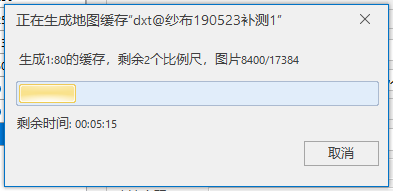 正在生成地图缓存“dxt@纱布190523补测1”
生成1:80的缓存，剩余2个比例尺，图片8400/17384
剩余时间: 00:05:15
取消